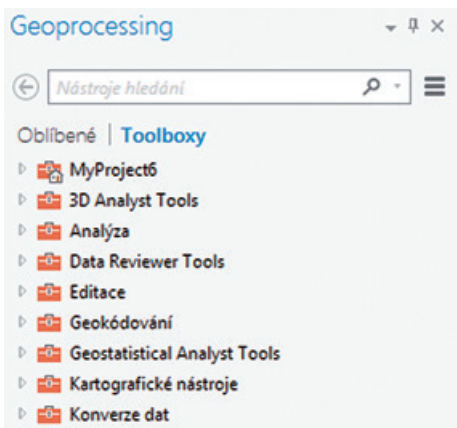 Geoprocessing
Nástroje hledání
Oblíbené | Toolboxy
MyProject6
3D Analyst Tools
Analýza
Data Reviewer Tools
Editace
Geokódování
Geostatistical Analyst Tools
Kartografické nástroje
Konverze dat